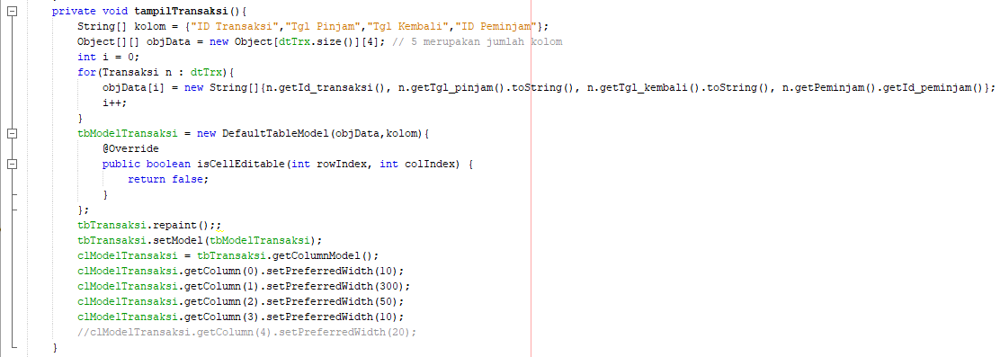 private void tampilTransaksi(){
String[] kolom = {"ID Transaksi","Tgl Pinjam","Tgl Kembali","ID Peminjam"};
Object[][] objData = new Object[dtTrx.size()][4]; // 5 merupakan jumlah kolom
int i = 0;
for(Transaksi n : dtTrx){
objData[i] = new String[]{n.getId_transaksi(), n.getTgl_pinjam().toString(), n.getTgl_kembali().toString(), n.getPeminjam().getId_peminjam()};
i++;
}
tbModelTransaksi = new DefaultTableModel(objData,kolom){
@Override
public boolean isCellEditable(int rowIndex, int colIndex) {
return false;
}
};
tbTransaksi.repaint();;
tbTransaksi.setModel(tbModelTransaksi);
clModelTransaksi = tbTransaksi.getColumnModel();
clModelTransaksi.getColumn(0).setPreferredWidth(10);
clModelTransaksi.getColumn(1).setPreferredWidth(300);
clModelTransaksi.getColumn(2).setPreferredWidth(50);
clModelTransaksi.getColumn(3).setPreferredWidth(10);
//clModelTransaksi.getColumn(4).setPreferredWidth(20);
}